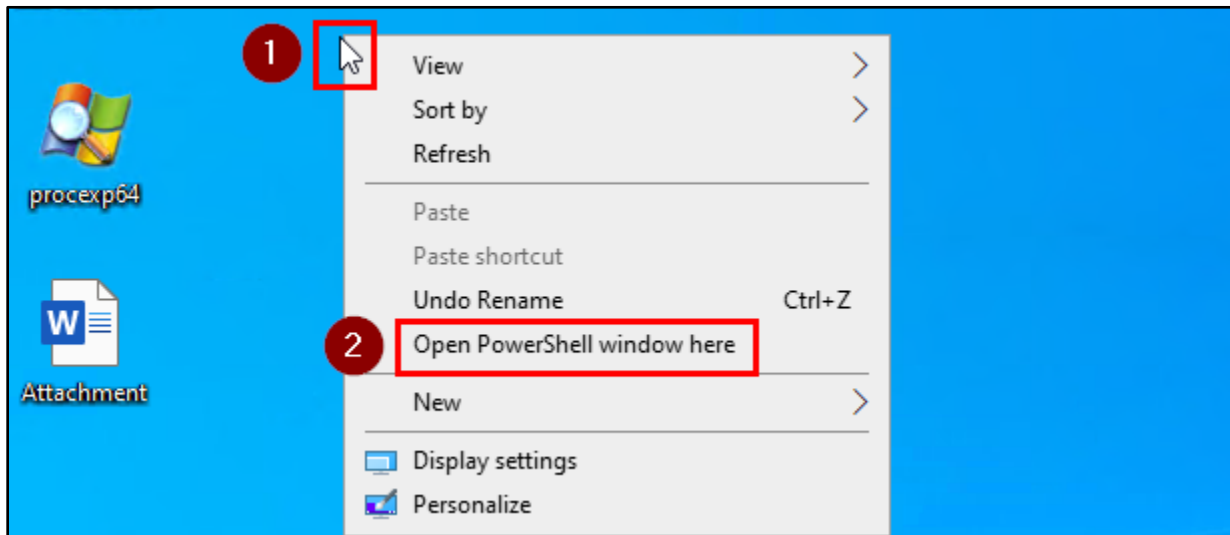 1
View
Sort by
Refresh
procexp64
Paste
Paste shortcut
Undo Rename Ctrl+Z
2
Open PowerShell window here
Attachment
New
Display settings
Personalize